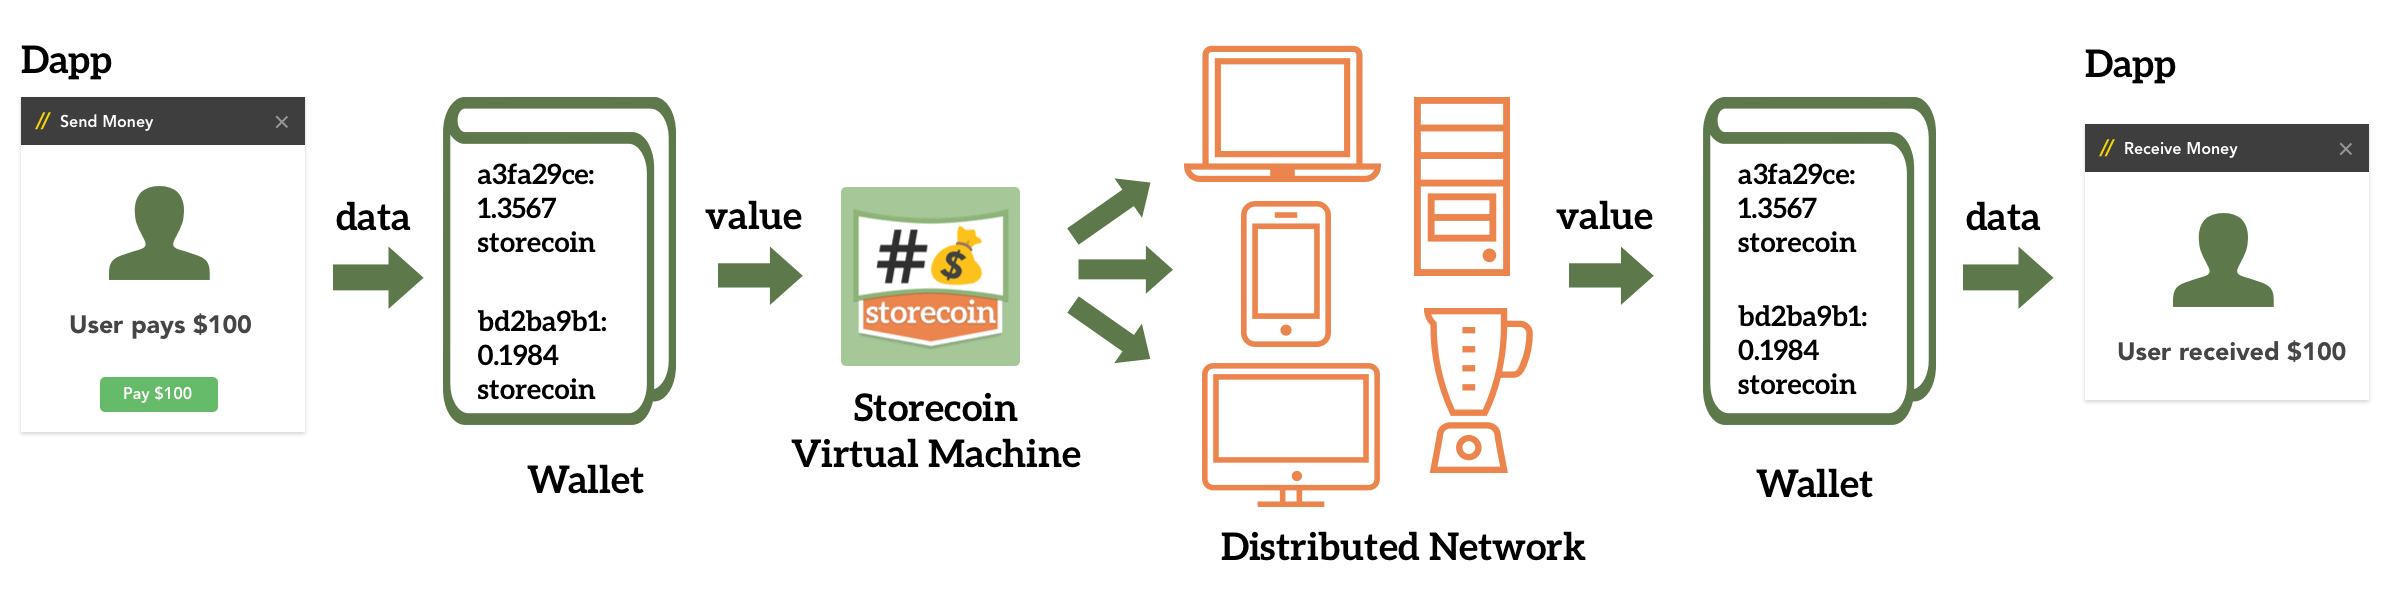 Dapp
// Send Money ×
User pays $100
Pay $100
data
a3fa29ce:
1.3567
storecoin
bd2ba9b1:
0.1984
storecoin
Wallet
value
#
$
storecoin
Storecoin
Virtual Machine
Distributed Network
value
a3fa29ce:
1.3567
storecoin
bd2ba9b1:
0.1984
storecoin
Wallet
data
Dapp
// Receive Money ×
User received $100